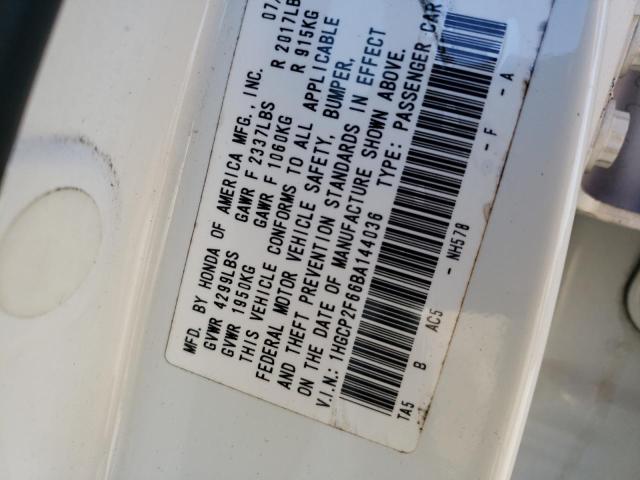 MFD. BY HONDA OF AMERICA MFG., INC. 07
GVWR 4299LBS GAWR F 2337LBS R 2017LB
GVWR 1950KG GAWR F 1060KG R 915KG
THIS VEHICLE CONFORMS TO ALL APPLICABLE
FEDERAL MOTOR VEHICLE SAFETY, BUMPER,
AND THEFT PREVENTION STANDARDS IN EFFECT
ON THE DATE OF MANUFACTURE SHOWN ABOVE.
V.I.N.: 1HGCP2F66BA144036 TYPE: PASSENGER CAR
TA5 B AC5 - NH578 - F - A